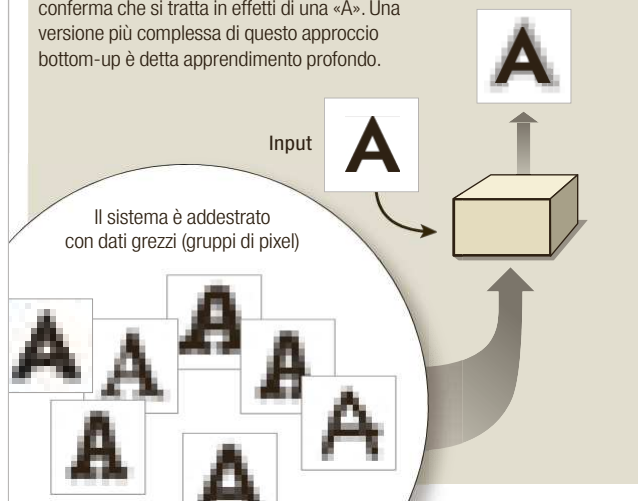 conferma che si tratta in effetti di una «A». Una
versione più complessa di questo approccio
bottom-up è detta apprendimento profondo.
A
Input
A
Il sistema è addestrato
con dati grezzi (gruppi di pixel)
A
A
A
A
A
A
A